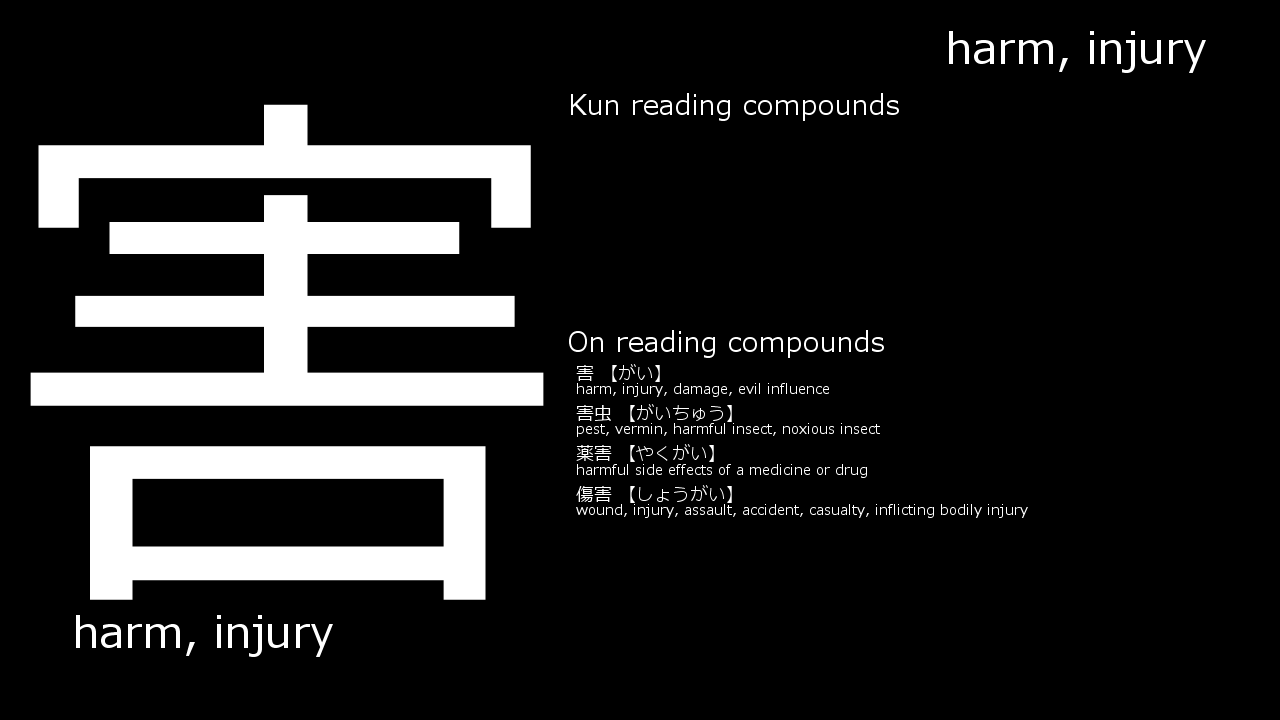 harm, injury
害
harm, injury
Kun reading compounds
On reading compounds
害 【がい】
harm, injury, damage, evil influence
害虫 【がいちゅう】
pest, vermin, harmful insect, noxious insect
薬害 【やくがい】
harmful side effects of a medicine or drug
傷害 【しょうがい】
wound, injury, assault, accident, casualty, inflicting bodily injury